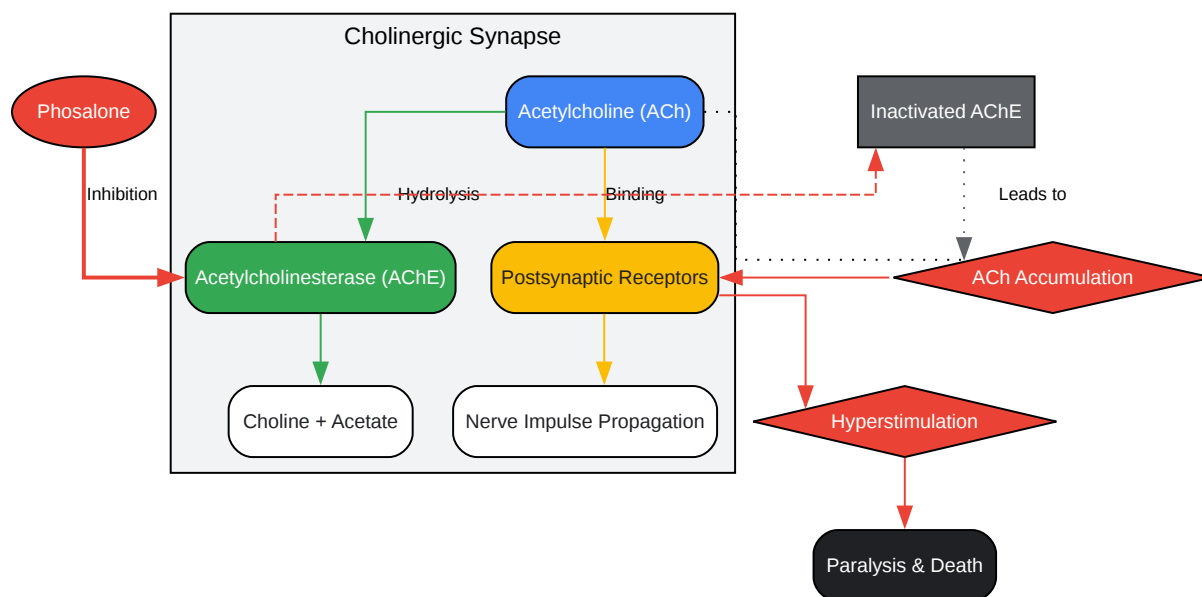 Cholinergic Synapse
Phosalone
Acetylcholine (ACh)
Inactivated AChE
Inhibition
Hydrolysis
Binding
Leads to
Acetylcholinesterase (AChE)
Postsynaptic Receptors
ACh Accumulation
Choline + Acetate
Nerve Impulse Propagation
Hyperstimulation
Paralysis & Death